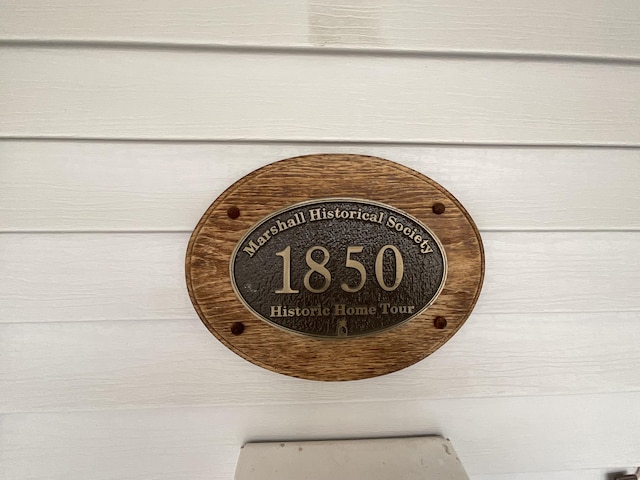 Marshall Historical Society
1850
Historic Home Tour